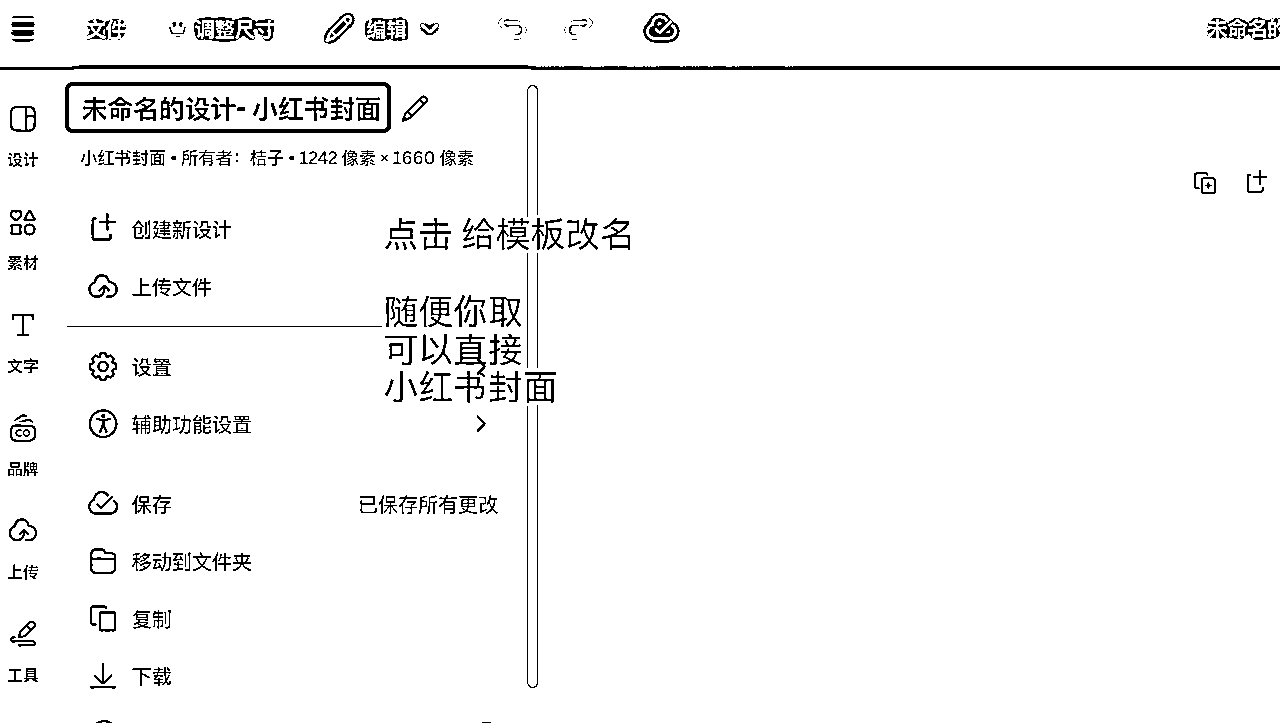 文件 调整尺寸 编辑 未命名的
未命名的设计- 小红书封面
小红书封面 • 所有者：桔子 • 1242 像素 × 1660 像素
设计
创建新设计
点击 给模板改名
素材
上传文件
随便你取
可以直接
小红书封面
文字
设置
辅助功能设置
CO
品牌
保存 已保存所有更改
上传
移动到文件夹
复制
工具
下载